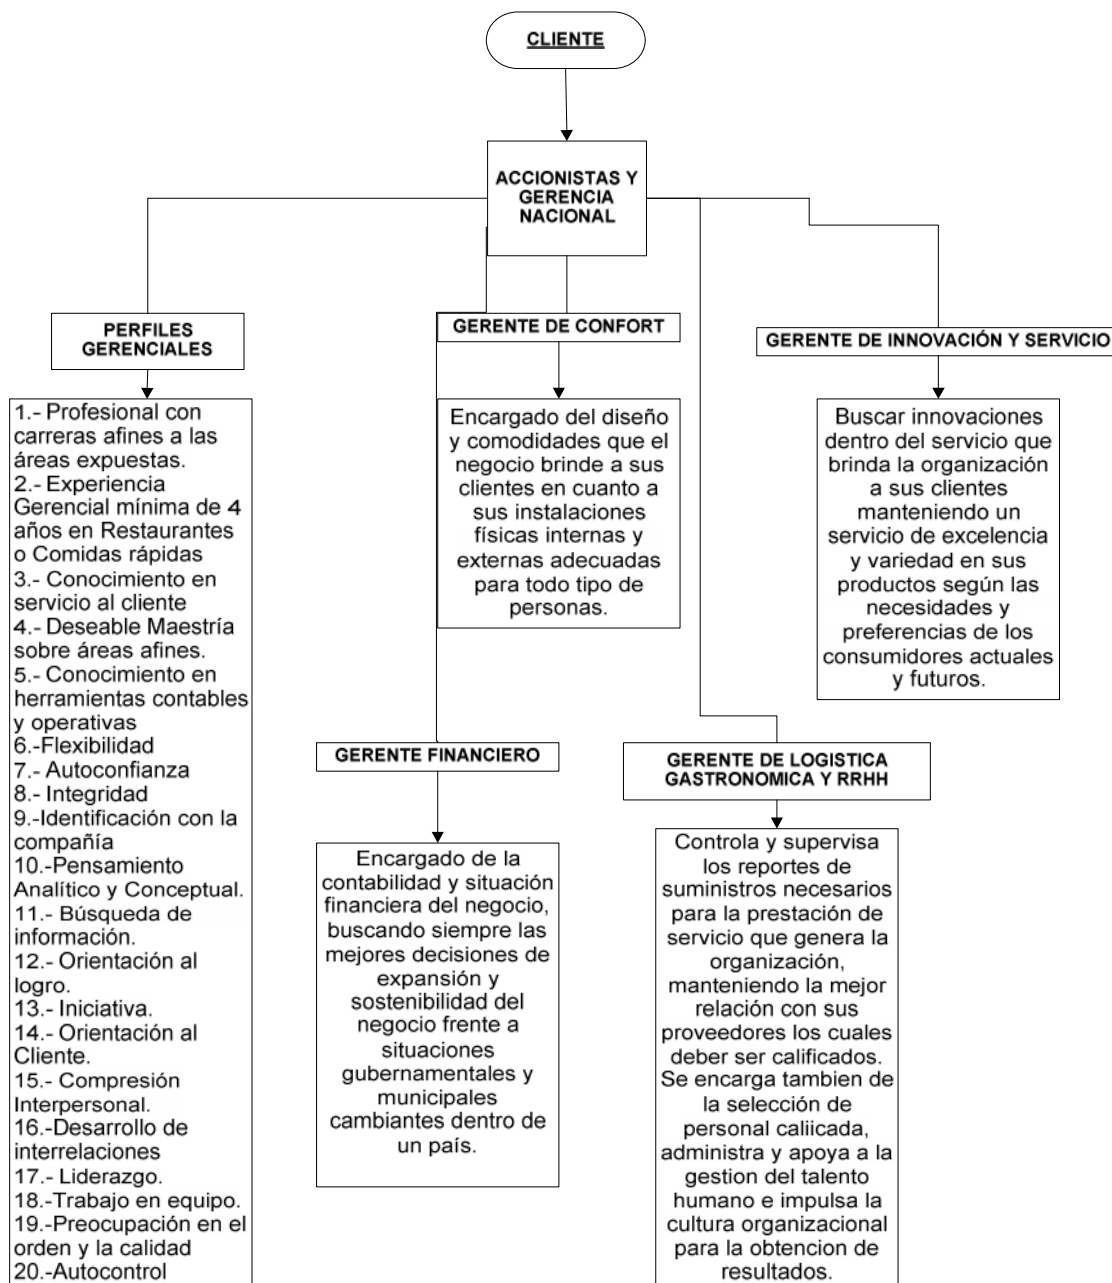 CLIENTE
ACCIONISTAS Y
GERENCIA
NACIONAL
PERFILES
GERENCIALES
1.- Profesional con
carreras afines a las
áreas expuestas.
2.- Experiencia
Gerencial mínima de 4
años en Restaurantes
o Comidas rápidas
3.- Conocimiento en
servicio al cliente
4.- Deseable Maestría
sobre áreas afines.
5.- Conocimiento en
herramientas contables
y operativas
6.-Flexibilidad
7.- Autoconfianza
8.- Integridad
9.-Identificación con la
compañía
10.-Pensamiento
Analítico y Conceptual.
11.- Búsqueda de
información.
12.- Orientación al
logro.
13.- Iniciativa.
14.- Orientación al
Cliente.
15.- Compresión
Interpersonal.
16.-Desarrollo de
interrelaciones
17.- Liderazgo.
18.-Trabajo en equipo.
19.-Preocupación en el
orden y la calidad
20.-Autocontrol
GERENTE DE CONFORT
Encargado del diseño
y comodidades que el
negocio brinde a sus
clientes en cuanto a
sus instalaciones
físicas internas y
externas adecuadas
para todo tipo de
personas.
GERENTE DE INNOVACIÓN Y SERVICIO
Buscar innovaciones
dentro del servicio que
brinda la organización
a sus clientes
manteniendo un
servicio de excelencia
y variedad en sus
productos según las
necesidades y
preferencias de los
consumidores actuales
y futuros.
GERENTE FINANCIERO
Encargado de la
contabilidad y situación
financiera del negocio,
buscando siempre las
mejores decisiones de
expansión y
sostenibilidad del
negocio frente a
situaciones
gubernamentales y
municipales
cambiantes dentro de
un país.
GERENTE DE LOGISTICA
GASTRONOMICA Y RRHH
Controla y supervisa
los reportes de
suministros necesarios
para la prestación de
servicio que genera la
organización,
manteniendo la mejor
relación con sus
proveedores los cuales
deber ser calificados.
Se encarga tambien de
la selección de
personal caliicada,
administra y apoya a la
gestion del talento
humano e impulsa la
cultura organizacional
para la obtencion de
resultados.